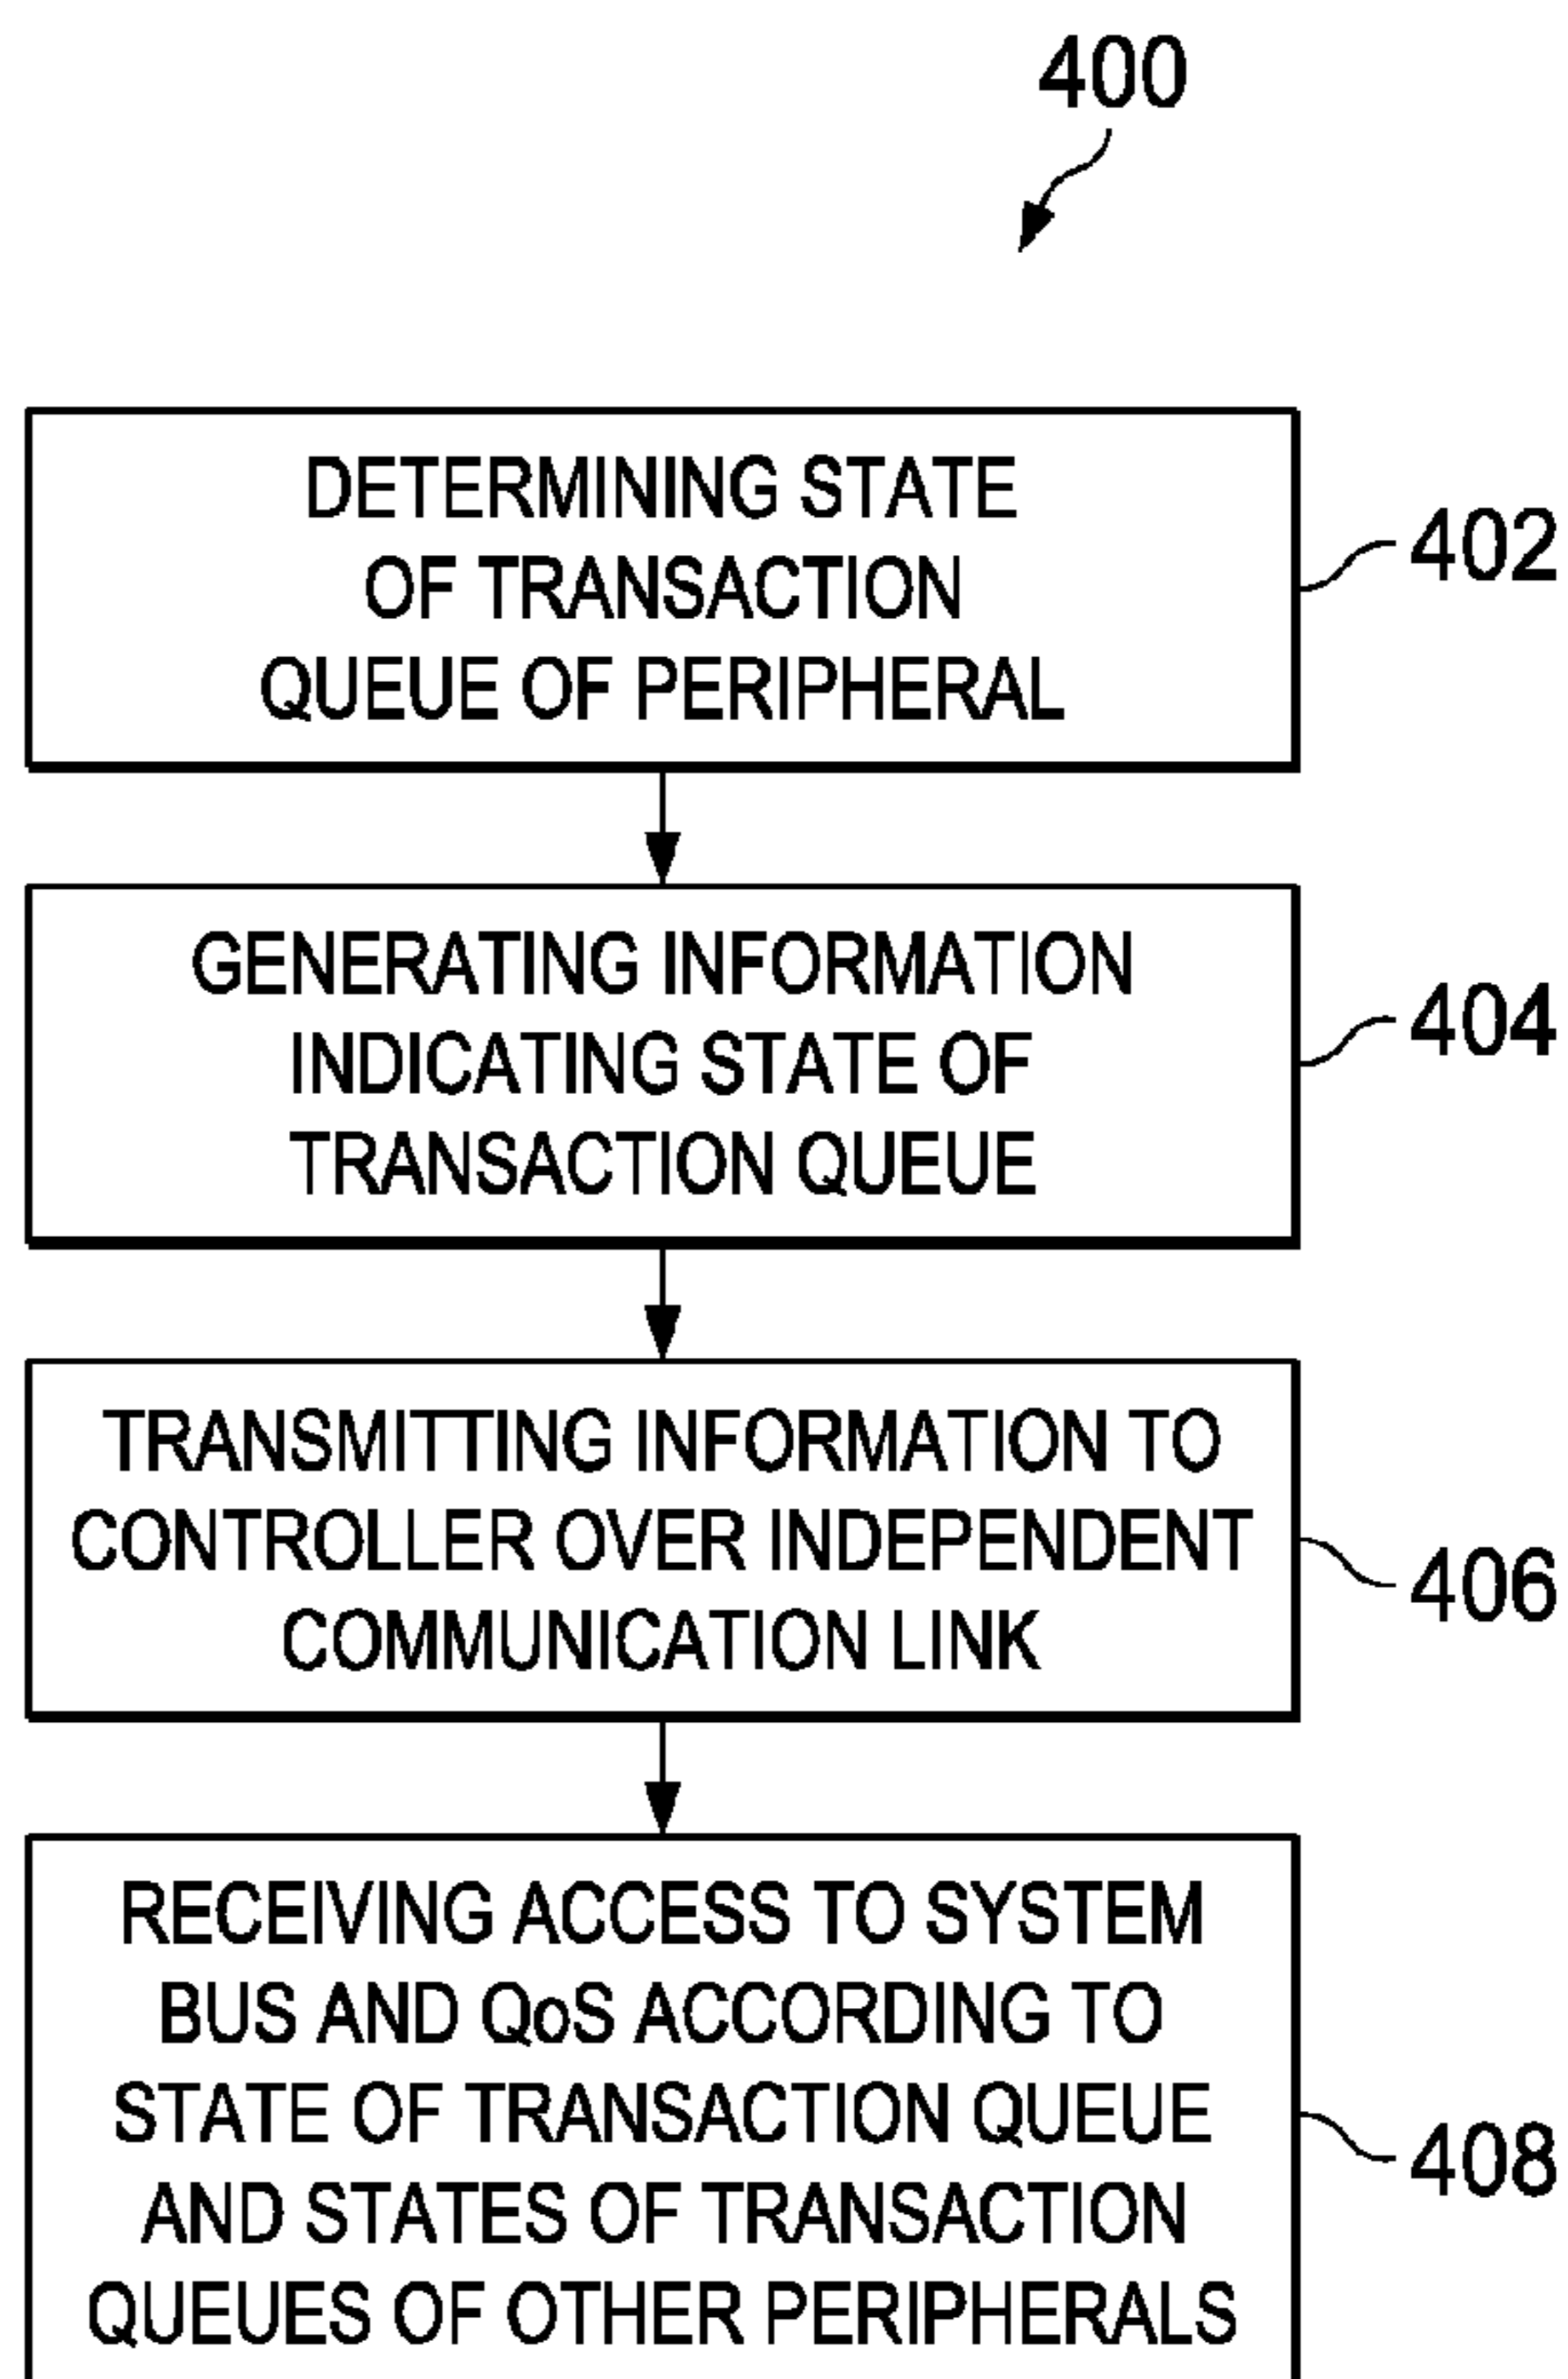 400
DETERMINING STATE
OF TRANSACTION
QUEUE OF PERIPHERAL
402
GENERATING INFORMATION
INDICATING STATE OF
TRANSACTION QUEUE
404
TRANSMITTING INFORMATION TO
CONTROLLER OVER INDEPENDENT
COMMUNICATION LINK
406
RECEIVING ACCESS TO SYSTEM
BUS AND QoS ACCORDING TO
STATE OF TRANSACTION QUEUE
AND STATES OF TRANSACTION
QUEUES OF OTHER PERIPHERALS
408